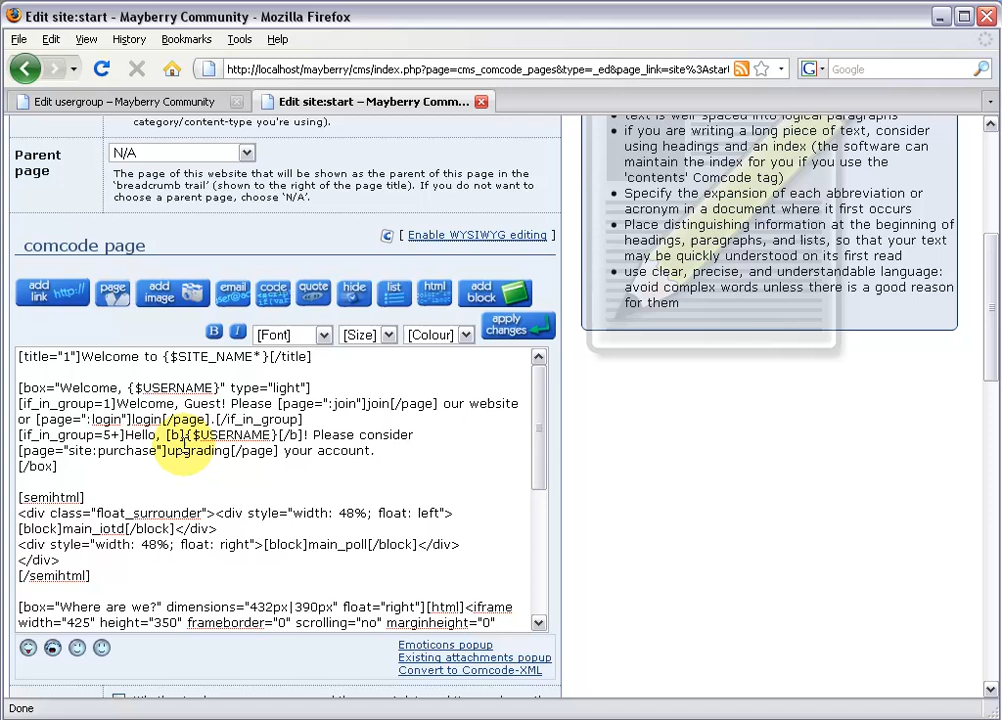 Edit site:start - Mayberry Community - Mozilla Firefox
File Edit View History Bookmarks Tools Help
http://localhost/mayberry/cms/index.php?page=cms_comcode_pages&type=_ed&page_link=site%3Astart
G Google
Edit usergroup — Mayberry Community
Edit site:start — Mayberry Comm...
category/content-type you're using).
Parent page
N/A
The page of this website that will be shown as the parent of this page in the
'breadcrumb trail' (shown to the right of the page title). If you do not want to
choose a parent page, choose 'N/A'.
comcode page
[ Enable WYSIWYG editing ]
add link http://
page
add image
email user@ac
code
quote
hide
list
html
add block
B I [Font] [Size] [Colour]
apply changes
[title="1"]Welcome to {$SITE_NAME*}[/title]
[box="Welcome, {$USERNAME}" type="light"]
[if_in_group=1]Welcome, Guest! Please [page=":join"]join[/page] our website
or [page=":login"]login[/page].[/if_in_group]
[if_in_group=5+]Hello, [b]{$USERNAME}[/b]! Please consider
[page="site:purchase"]upgrading[/page] your account.
[/box]
[semihtml]
<div class="float_surrounder"><div style="width: 48%; float: left">
[block]main_iotd[/block]</div>
<div style="width: 48%; float: right">[block]main_poll[/block]</div>
</div>
[/semihtml]
[box="Where are we?" dimensions="432px|390px" float="right"][html]<iframe
width="425" height="350" frameborder="0" scrolling="no" marginheight="0"
Emoticons popup
Existing attachments popup
Convert to Comcode-XML
text is well spaced into logical paragraphs
if you are writing a long piece of text, consider
using headings and an index (the software can
maintain the index for you if you use the
'contents' Comcode tag)
Specify the expansion of each abbreviation or
acronym in a document where it first occurs
Place distinguishing information at the beginning of
headings, paragraphs, and lists, so that your text
may be quickly understood on its first read
use clear, precise, and understandable language:
avoid complex words unless there is a good reason
for them
Done